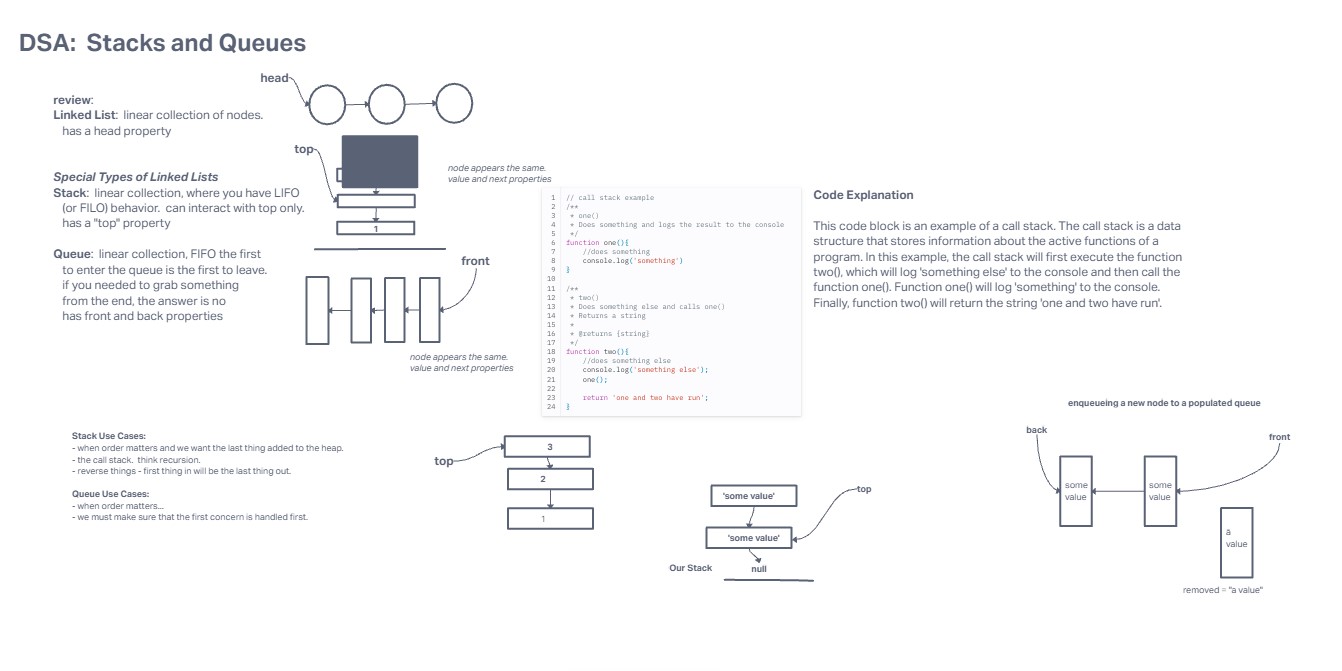 DSA:  Stacks and Queues
head
review:
Linked List:  linear collection of nodes.
has a head property
top
Special Types of Linked Lists
Stack:  linear collection, where you have LIFO
(or FILO) behavior.  can interact with top only.
has a "top" property
Queue:  linear collection, FIFO the first
to enter the queue is the first to leave.
if you needed to grab something
from the end, the answer is no
has front and back properties
node appears the same.
value and next properties
1
front
node appears the same.
value and next properties
1 // call stack example
2 /**
3  * one()
4  * Does something and logs the result to the console
5  */
6 function one(){
7     //does something
8     console.log('something')
9 }
10
11 /**
12  * two()
13  * Does something else and calls one()
14  * Returns a string
15  *
16  * @returns {string}
17  */
18 function two(){
19     //does something else
20     console.log('something else');
21     one();
22
23     return 'one and two have run';
24 }
Code Explanation
This code block is an example of a call stack. The call stack is a data
structure that stores information about the active functions of a
program. In this example, the call stack will first execute the function
two(), which will log 'something else' to the console and then call the
function one(). Function one() will log 'something' to the console.
Finally, function two() will return the string 'one and two have run'.
Stack Use Cases:
- when order matters and we want the last thing added to the heap.
- the call stack.  think recursion.
- reverse things - first thing in will be the last thing out.
Queue Use Cases:
- when order matters...
- we must make sure that the first concern is handled first.
top
3
2
1
'some value'
top
'some value'
Our Stack
null
enqueueing a new node to a populated queue
back
front
some
value
some
value
a
value
removed = "a value"